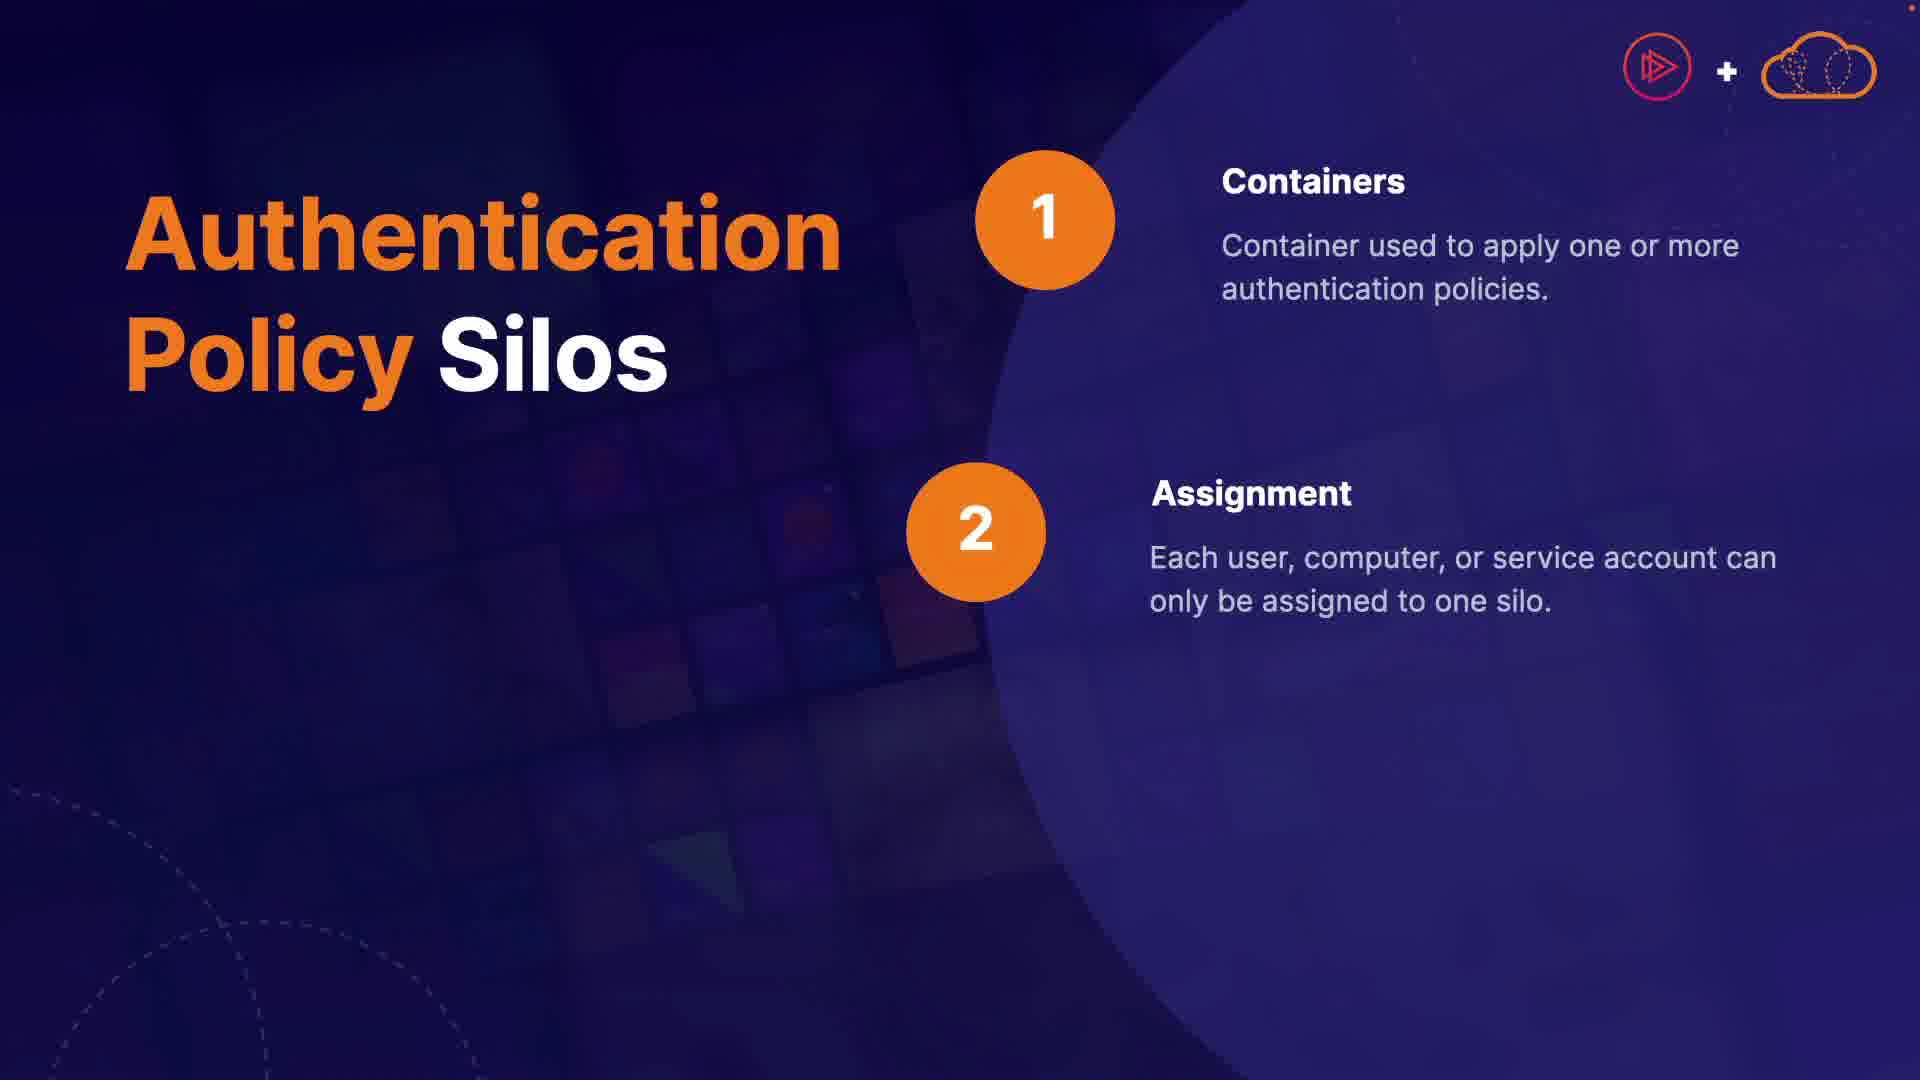 Authentication
Policy Silos
1
Containers
Container used to apply one or more
authentication policies.
2
Assignment
Each user, computer, or service account can
only be assigned to one silo.